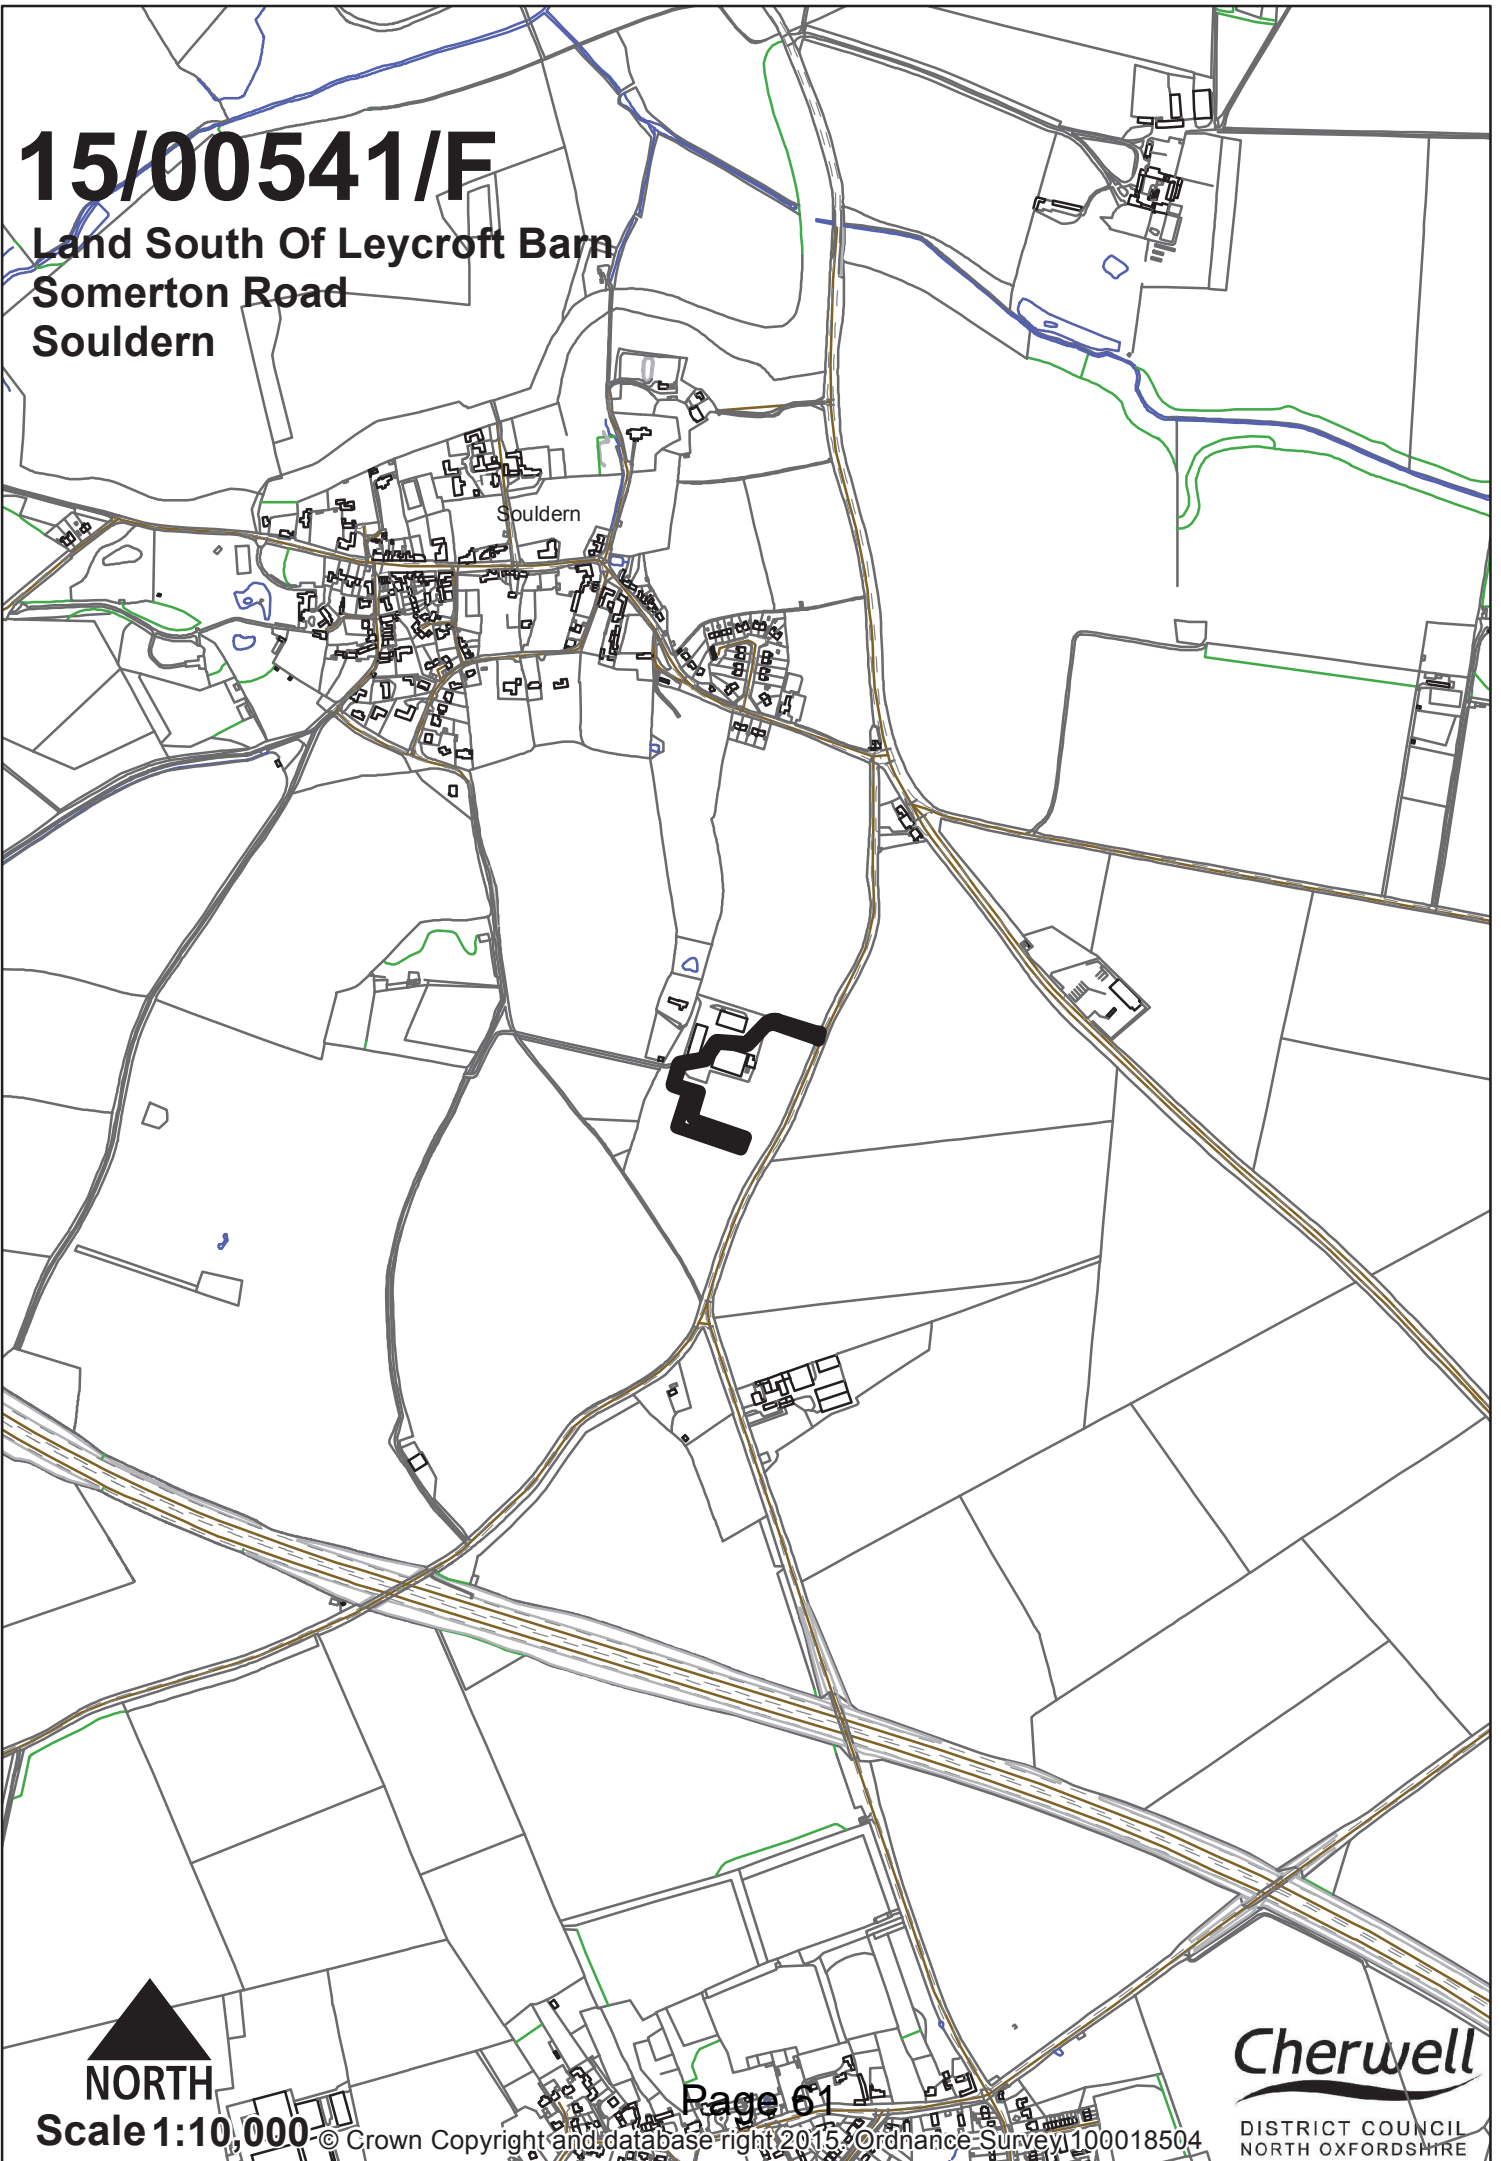 15/00541/F
Land South Of Leycroft Barn
Somerton Road
Souldern
Souldern
NORTH
Scale 1:10,000
Page 61
© Crown Copyright and database right 2015. Ordnance Survey 100018504
Cherwell
DISTRICT COUNCIL
NORTH OXFORDSHIRE